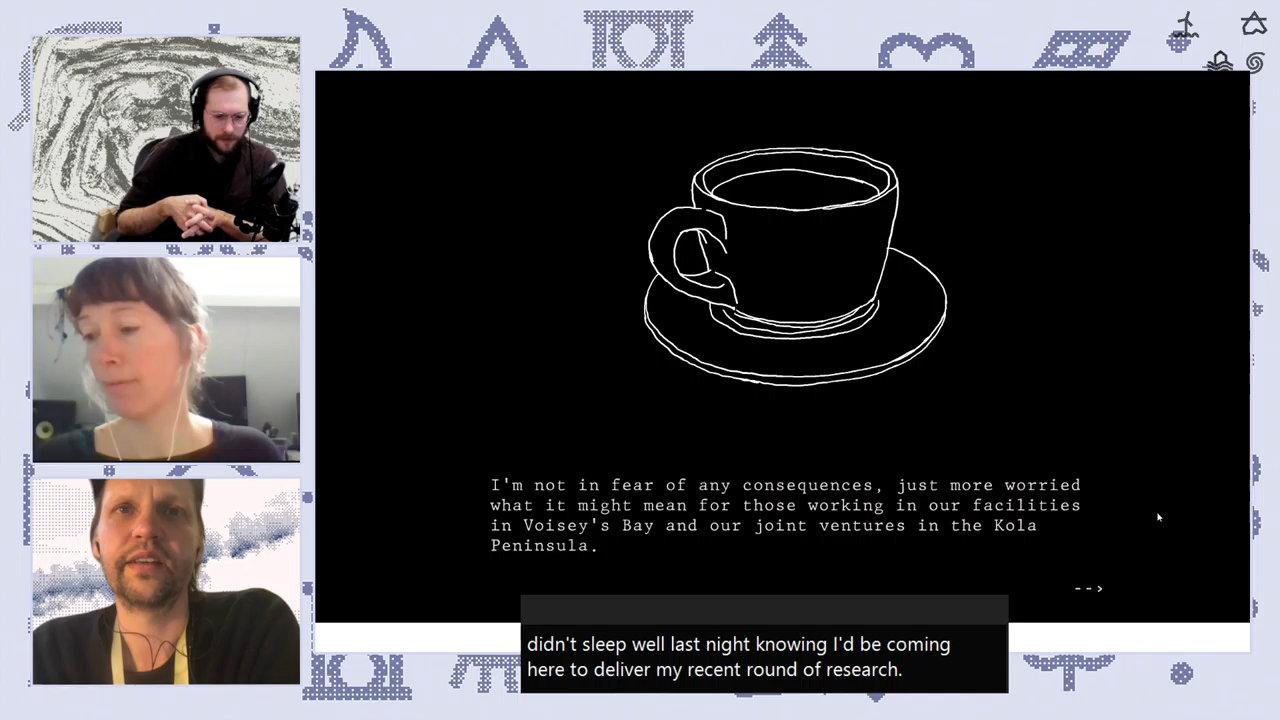 I'm not in fear of any consequences, just more worried
what it might mean for those working in our facilities
in Voisey's Bay and our joint ventures in the Kola
Peninsula.
-->
didn't sleep well last night knowing I'd be coming
here to deliver my recent round of research.